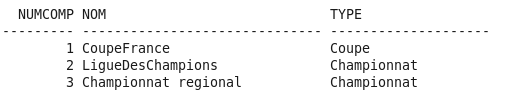 NUMCOMP NOM TYPE
--------- ------------------------------ --------------------
1 CoupeFrance Coupe
2 LigueDesChampions Championnat
3 Championnat regional Championnat